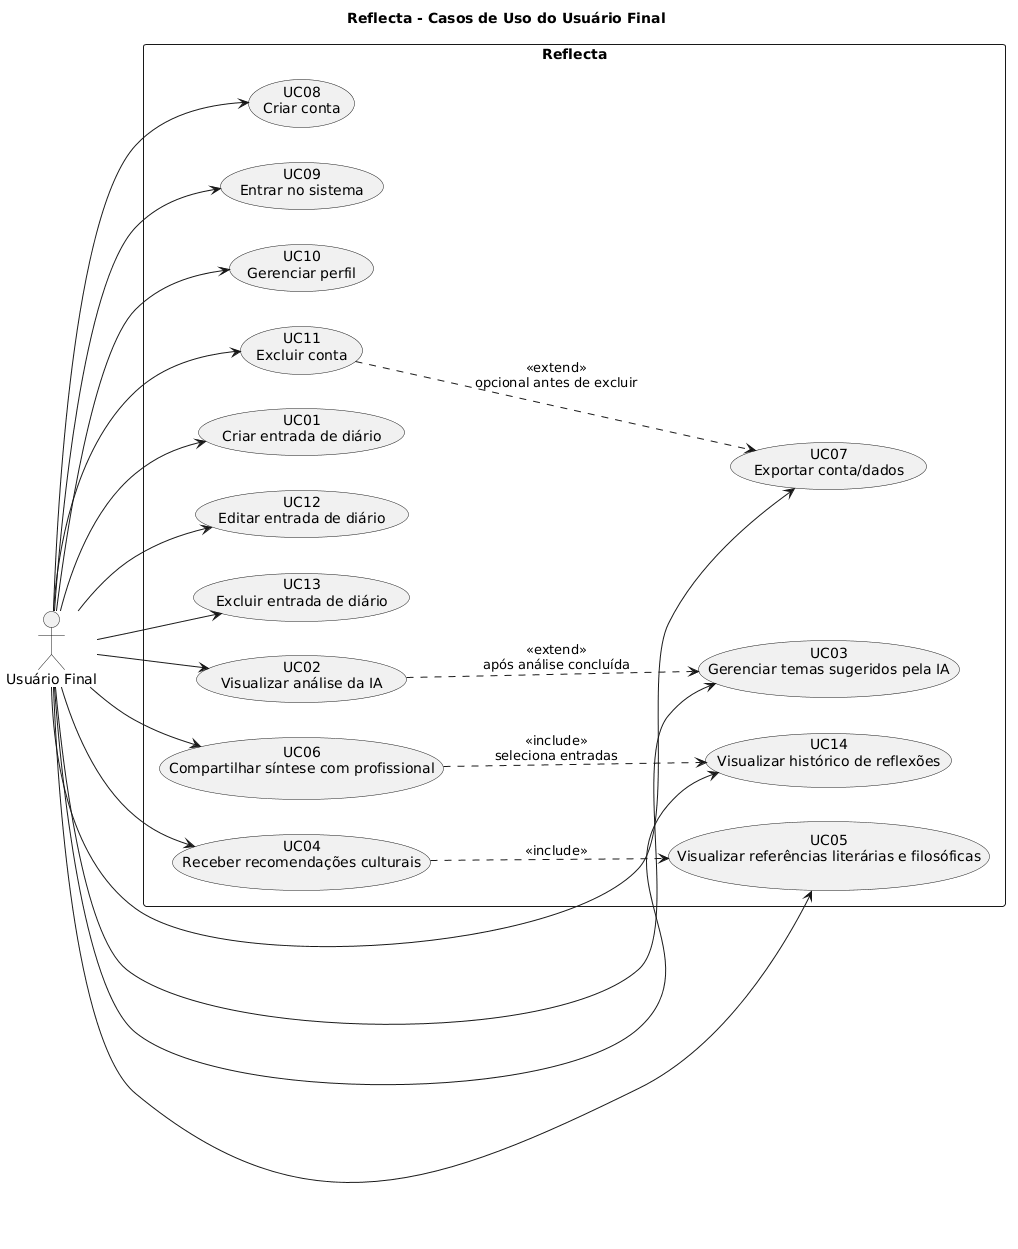 Reflecta - Casos de Uso do Usuário Final
Reflecta
UC08
Criar conta
UC09
Entrar no sistema
UC10
Gerenciar perfil
UC11
Excluir conta
«extend»
opcional antes de excluir
UC01
Criar entrada de diário
UC07
Exportar conta/dados
UC12
Editar entrada de diário
UC13
Excluir entrada de diário
Usuário Final
UC02
Visualizar análise da IA
«extend»
após análise concluída
UC03
Gerenciar temas sugeridos pela IA
UC06
Compartilhar síntese com profissional
«include»
seleciona entradas
UC14
Visualizar histórico de reflexões
UC04
Receber recomendações culturais
«include»
UC05
Visualizar referências literárias e filosóficas